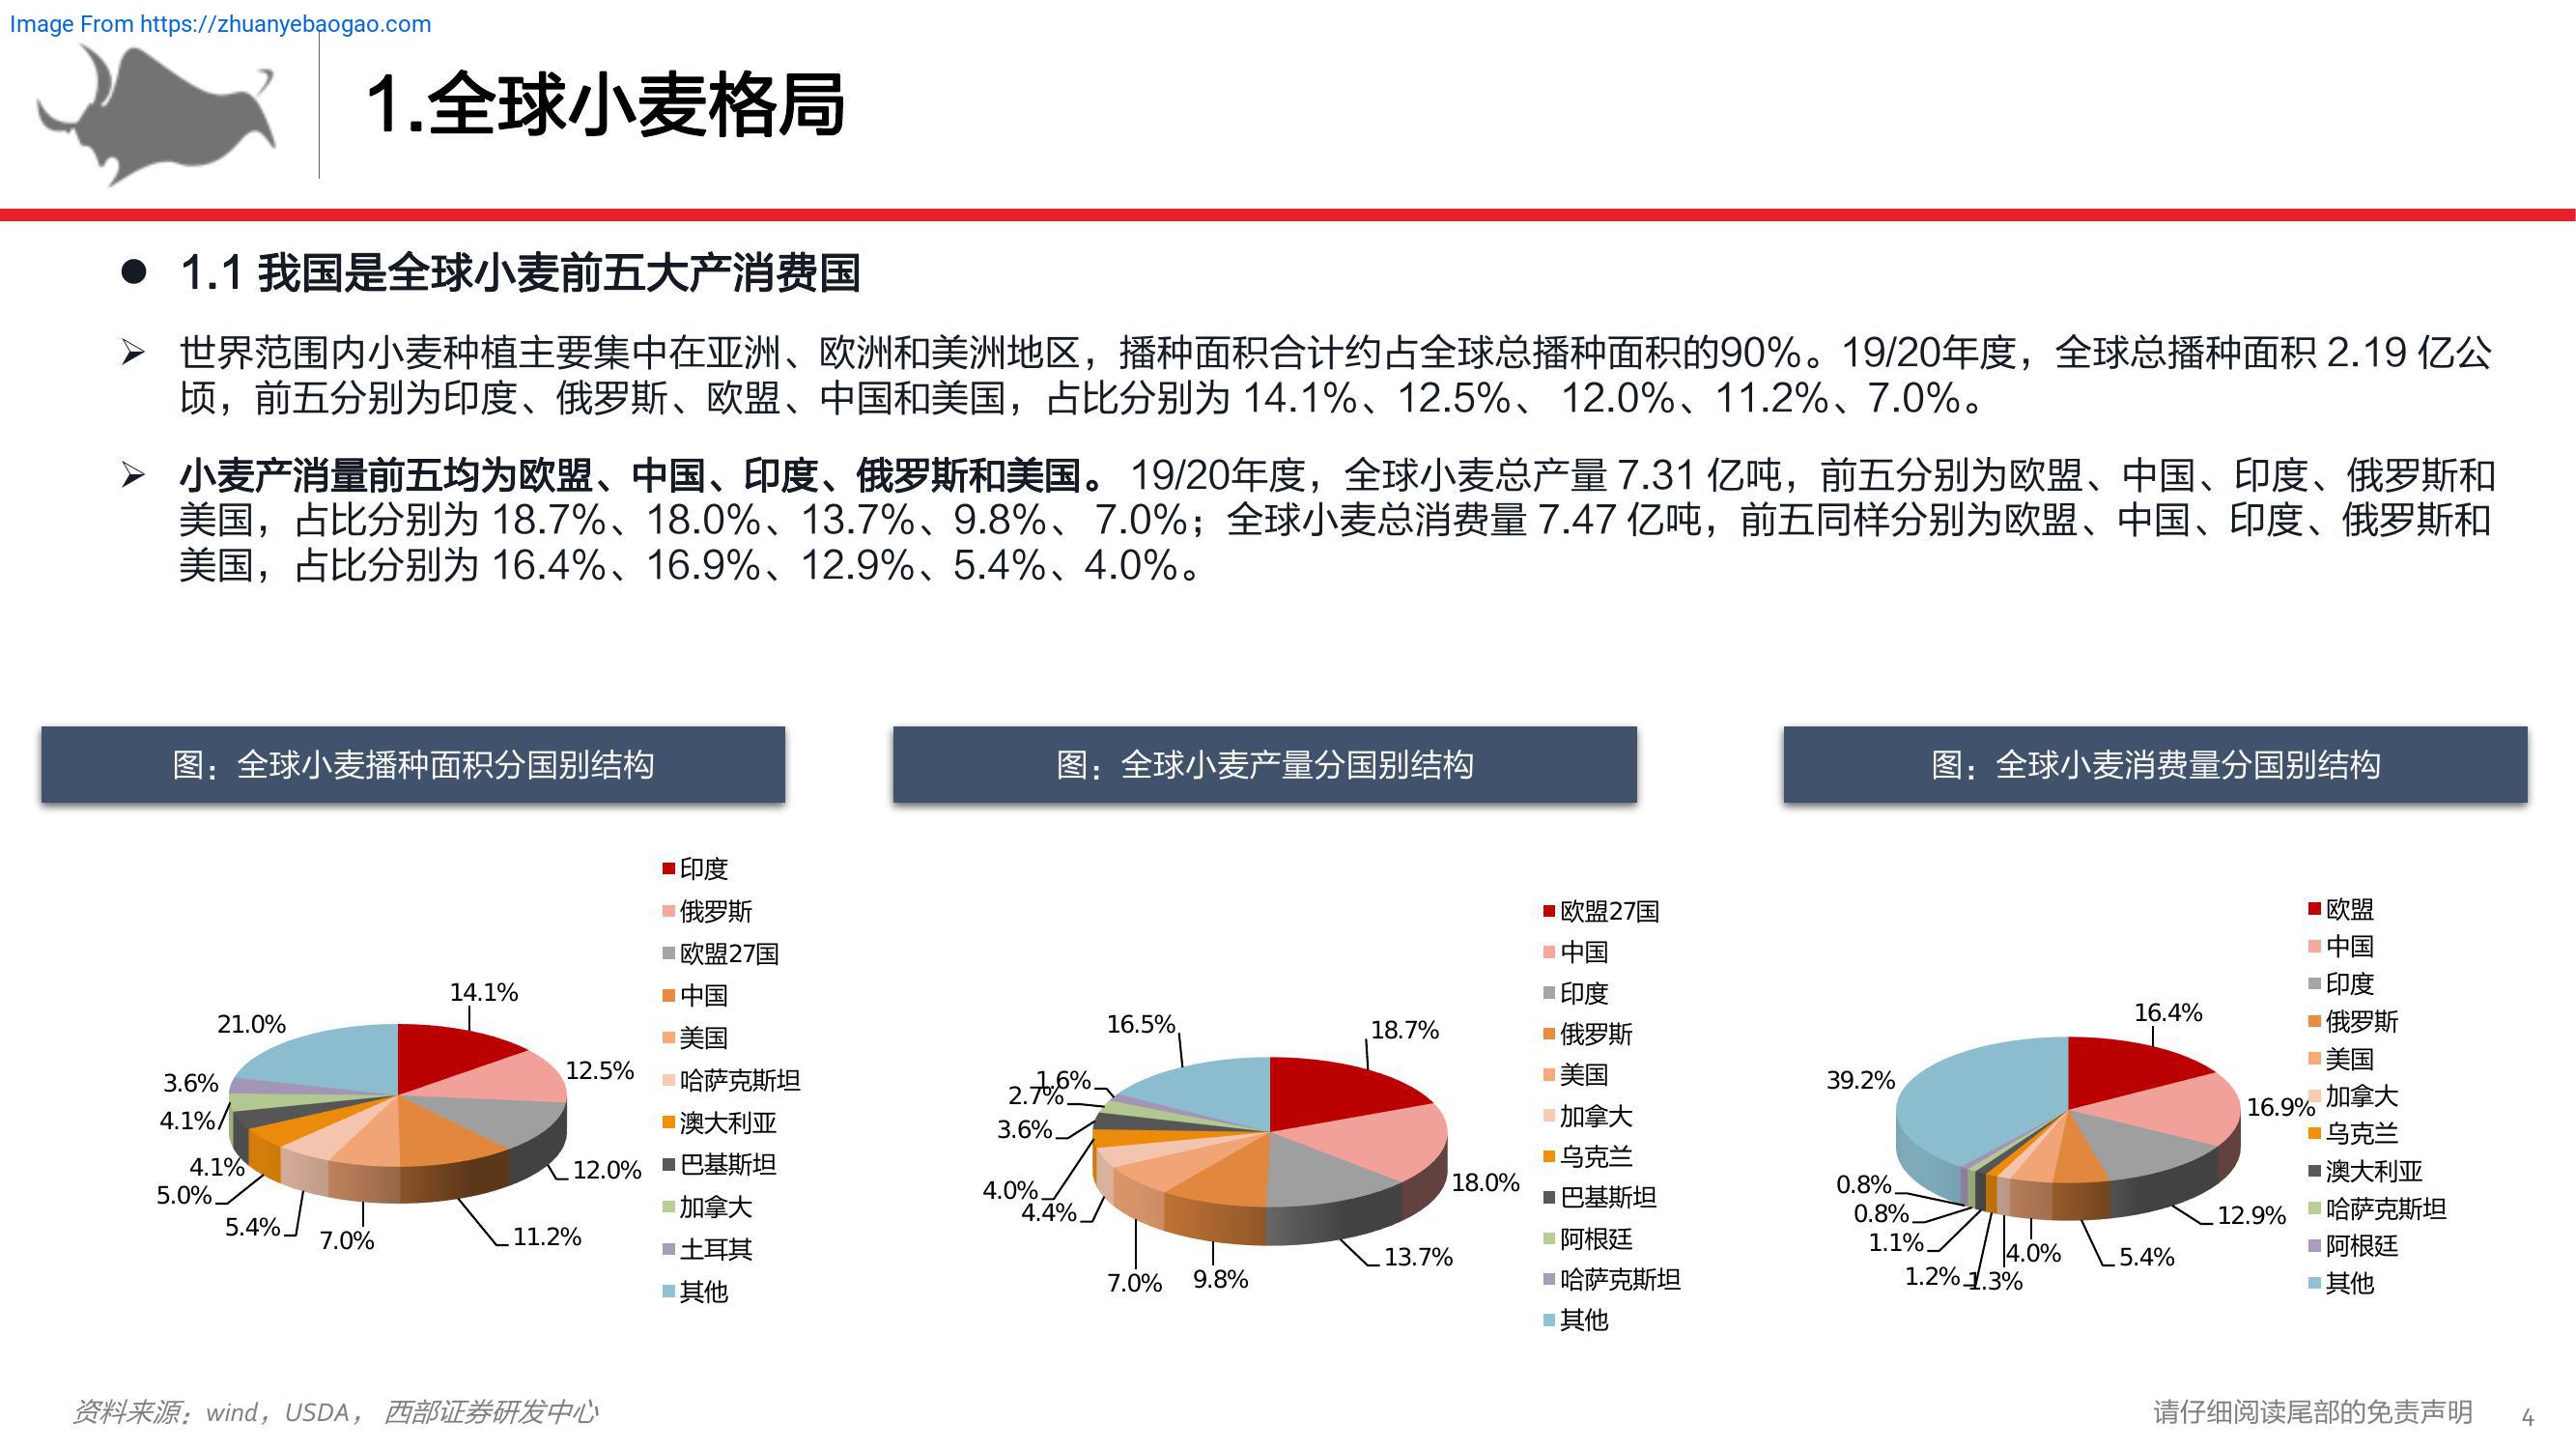 Image From https://zhuanyebaogao.com
1.全球小麦格局
● 1.1 我国是全球小麦前五大产消费国
➢ 世界范围内小麦种植主要集中在亚洲、欧洲和美洲地区，播种面积合计约占全球总播种面积的90%。19/20年度，全球总播种面积 2.19 亿公
顷，前五分别为印度、俄罗斯、欧盟、中国和美国，占比分别为 14.1%、12.5%、 12.0%、11.2%、7.0%。
➢ 小麦产消量前五均为欧盟、中国、印度、俄罗斯和美国。 19/20年度，全球小麦总产量 7.31 亿吨，前五分别为欧盟、中国、印度、俄罗斯和
美国，占比分别为 18.7%、18.0%、13.7%、9.8%、 7.0%；全球小麦总消费量 7.47 亿吨，前五同样分别为欧盟、中国、印度、俄罗斯和
美国，占比分别为 16.4%、16.9%、12.9%、5.4%、4.0%。
图：全球小麦播种面积分国别结构
14.1%
12.5%
12.0%
11.2%
7.0%
5.4%
5.0%
4.1%
4.1%
3.6%
21.0%
印度
俄罗斯
欧盟27国
中国
美国
哈萨克斯坦
澳大利亚
巴基斯坦
加拿大
土耳其
其他
图：全球小麦产量分国别结构
18.7%
18.0%
13.7%
9.8%
7.0%
4.4%
4.0%
3.6%
2.7%
1.6%
16.5%
欧盟27国
中国
印度
俄罗斯
美国
加拿大
乌克兰
巴基斯坦
阿根廷
哈萨克斯坦
其他
图：全球小麦消费量分国别结构
16.4%
16.9%
12.9%
5.4%
4.0%
1.3%
1.2%
1.1%
0.8%
0.8%
39.2%
欧盟
中国
印度
俄罗斯
美国
加拿大
乌克兰
澳大利亚
哈萨克斯坦
阿根廷
其他
资料来源：wind，USDA， 西部证券研发中心
请仔细阅读尾部的免责声明 4